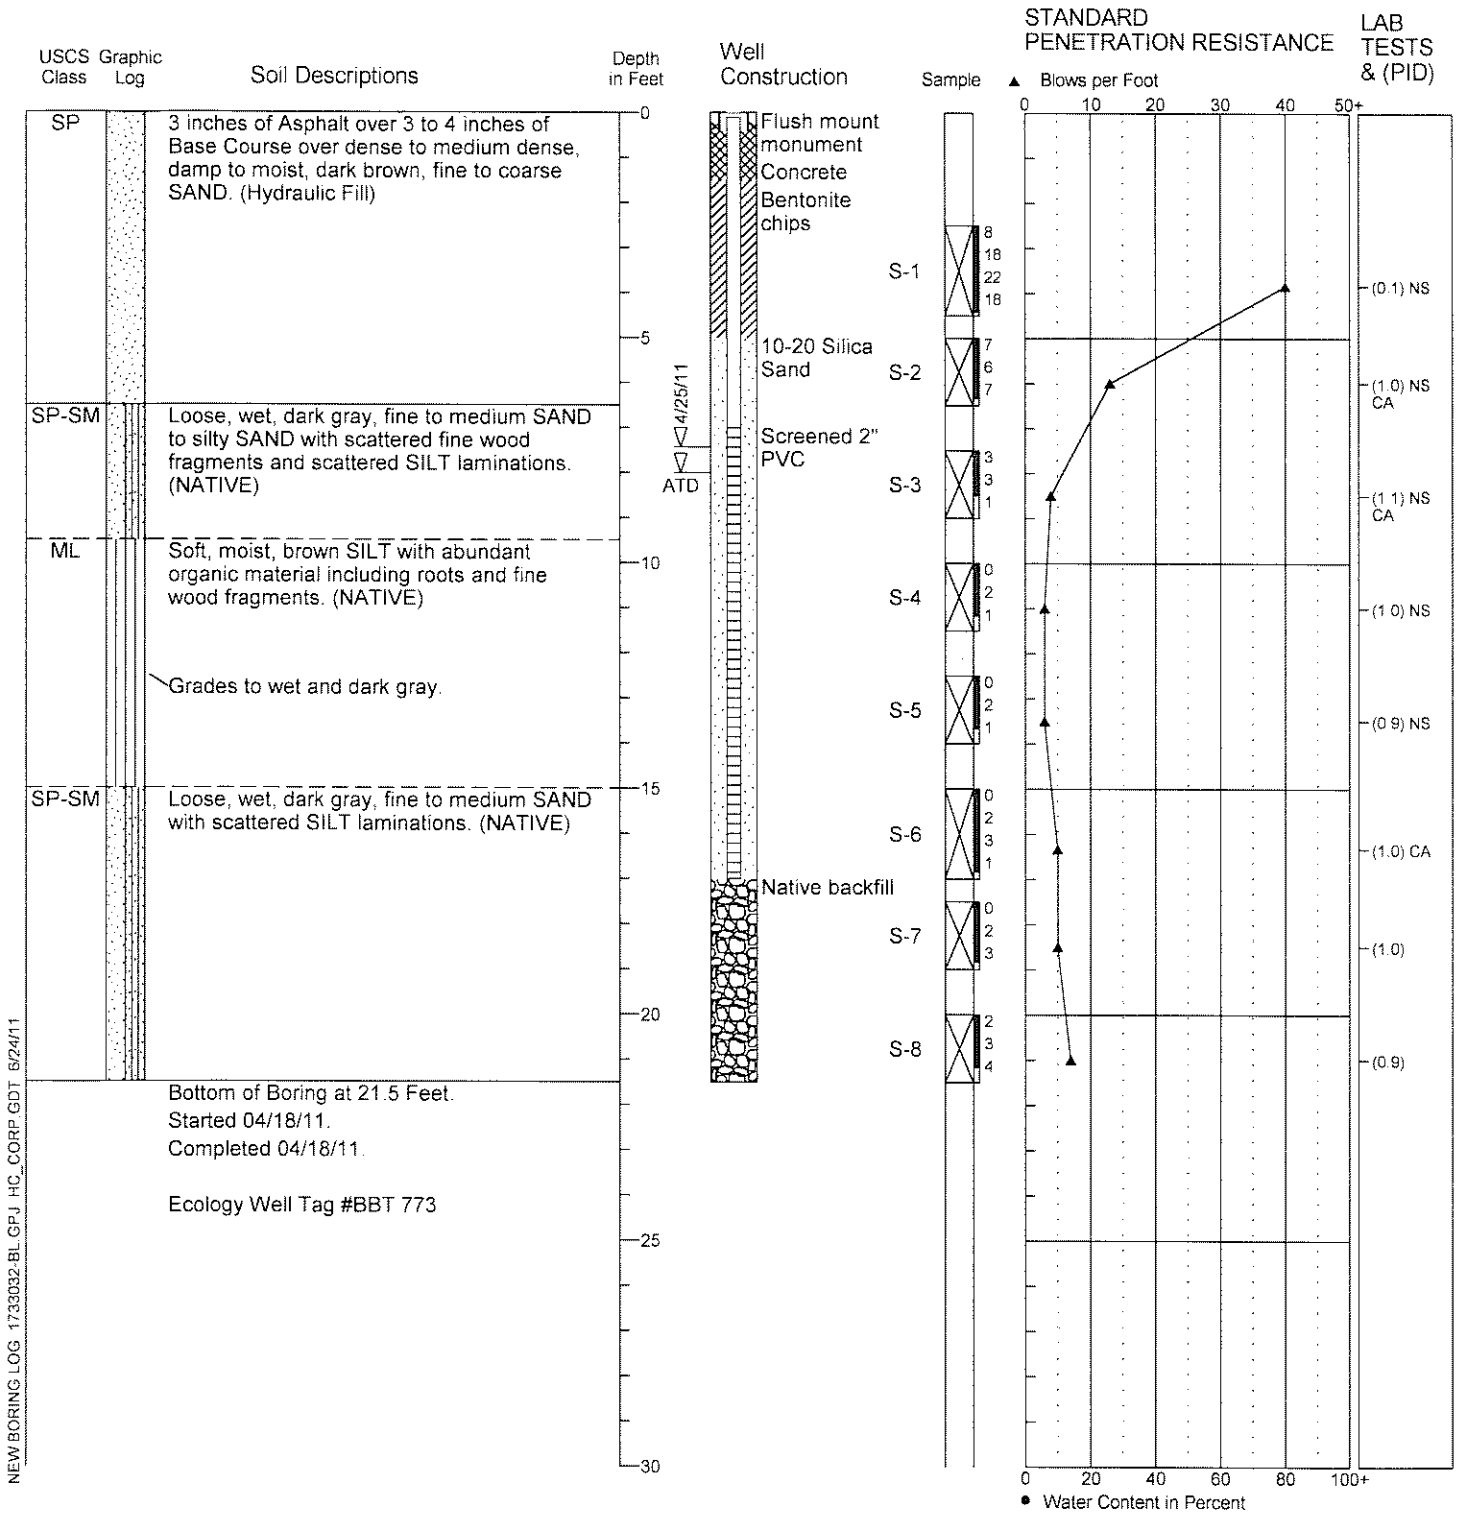 STANDARD
PENETRATION RESISTANCE
LAB
TESTS
& (PID)
USCS Graphic
Class Log
Soil Descriptions
Depth
in Feet
Well
Construction
Sample
▲ Blows per Foot
0 10 20 30 40 50+
SP
3 inches of Asphalt over 3 to 4 inches of
Base Course over dense to medium dense,
damp to moist, dark brown, fine to coarse
SAND. (Hydraulic Fill)
0
Flush mount
monument
Concrete
Bentonite
chips
S-1
8
18
22
18
(0.1) NS
5
10-20 Silica
Sand
S-2
7
6
7
(1.0) NS
CA
SP-SM
Loose, wet, dark gray, fine to medium SAND
to silty SAND with scattered fine wood
fragments and scattered SILT laminations.
(NATIVE)
4/25/11
ATD
Screened 2"
PVC
S-3
3
3
1
(1 1) NS
CA
ML
Soft, moist, brown SILT with abundant
organic material including roots and fine
wood fragments. (NATIVE)
10
S-4
0
2
1
(1 0) NS
Grades to wet and dark gray.
S-5
0
2
1
(0 9) NS
SP-SM
Loose, wet, dark gray, fine to medium SAND
with scattered SILT laminations. (NATIVE)
15
S-6
0
2
3
1
(1.0) CA
Native backfill
S-7
0
2
3
(1.0)
20
S-8
2
3
4
(0.9)
Bottom of Boring at 21.5 Feet.
Started 04/18/11.
Completed 04/18/11.
Ecology Well Tag #BBT 773
25
30
0 20 40 60 80 100+
● Water Content in Percent
NEW BORING LOG 1733032-BL.GPJ HC_CORP.GDT 6/24/11